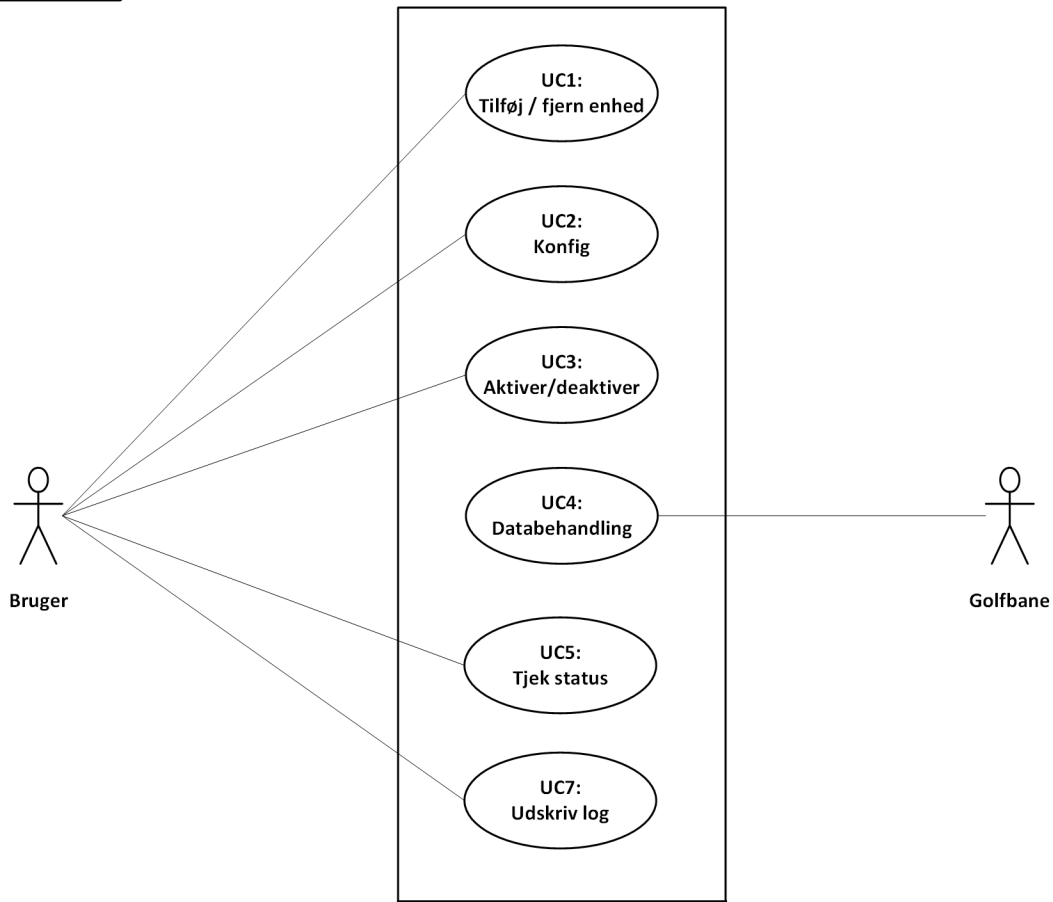 UC1:
Tilføj / fjern enhed
UC2:
Konfig
UC3:
Aktiver/deaktiver
UC4:
Databehandling
Bruger
Golfbane
UC5:
Tjek status
UC7:
Udskriv log